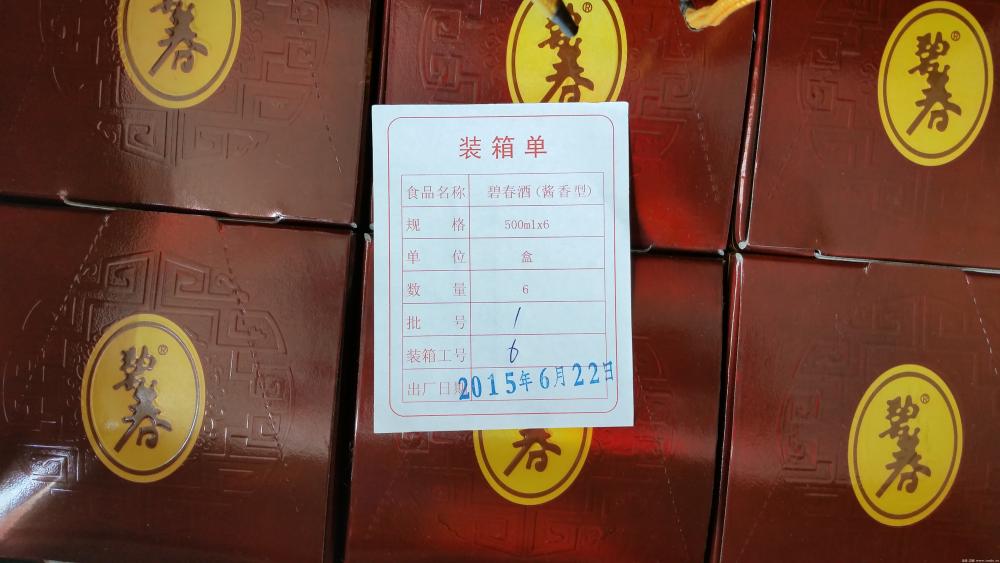 碧春
碧春®
碧春®
装箱单
食品名称 碧春酒(酱香型)
规格 500mlx6
单位 盒
数量 6
批号 1
装箱工号 6
出厂日期 2015年6月22日
碧春®
春
碧春®